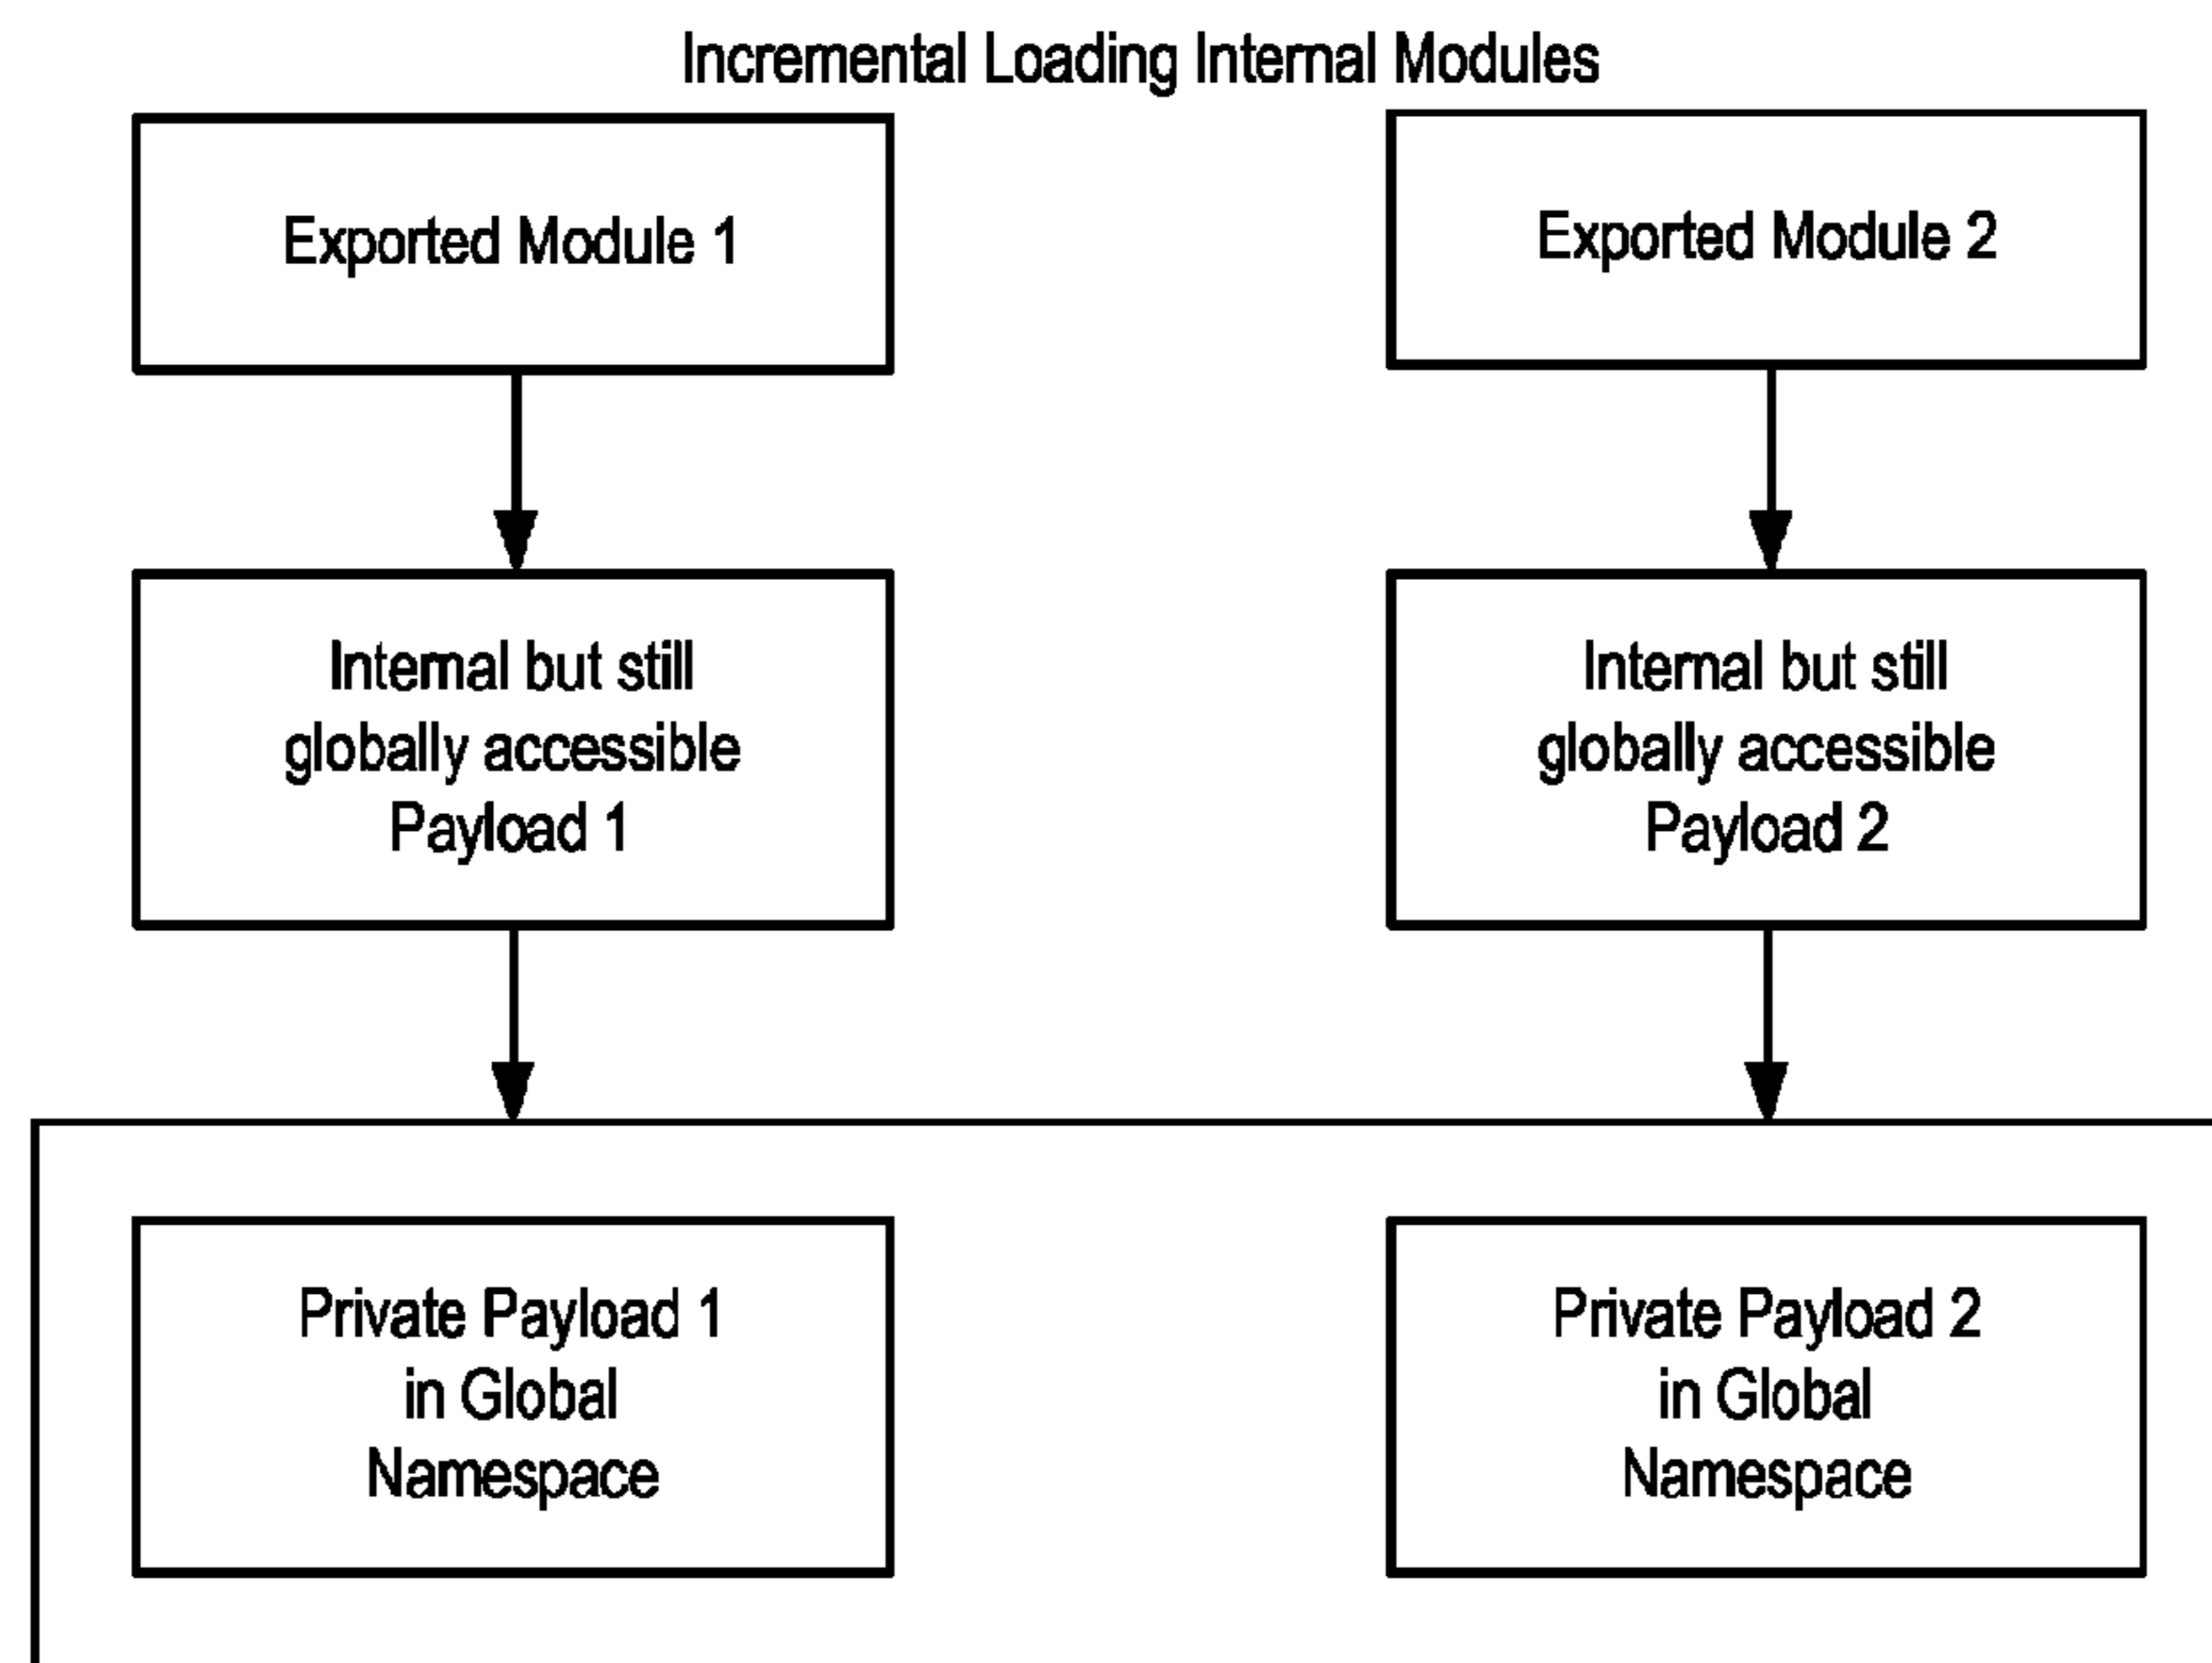 Incremental Loading Internal Modules
Exported Module 1
Exported Module 2
Internal but still
globally accessible
Payload 1
Internal but still
globally accessible
Payload 2
Private Payload 1
in Global
Namespace
Private Payload 2
in Global
Namespace